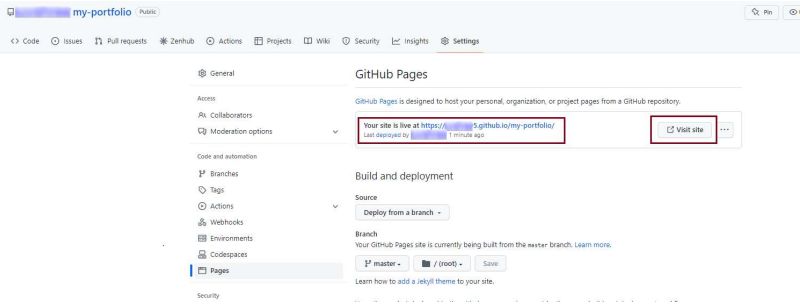 my-portfolio Public
Pin
Code Issues Pull requests Zenhub Actions Projects Wiki Security Insights Settings
General
GitHub Pages
Access
GitHub Pages is designed to host your personal, organization, or project pages from a GitHub repository.
Collaborators
Your site is live at https:// 5.github.io/my-portfolio/
Visit site
Moderation options
Last deployed by 1 minute ago
Code and automation
Build and deployment
Branches
Tags
Source
Actions
Deploy from a branch
Webhooks
Branch
Environments
Your GitHub Pages site is currently being built from the master branch. Learn more.
Codespaces
master / (root) Save
Pages
Learn how to add a Jekyll theme to your site.
Security